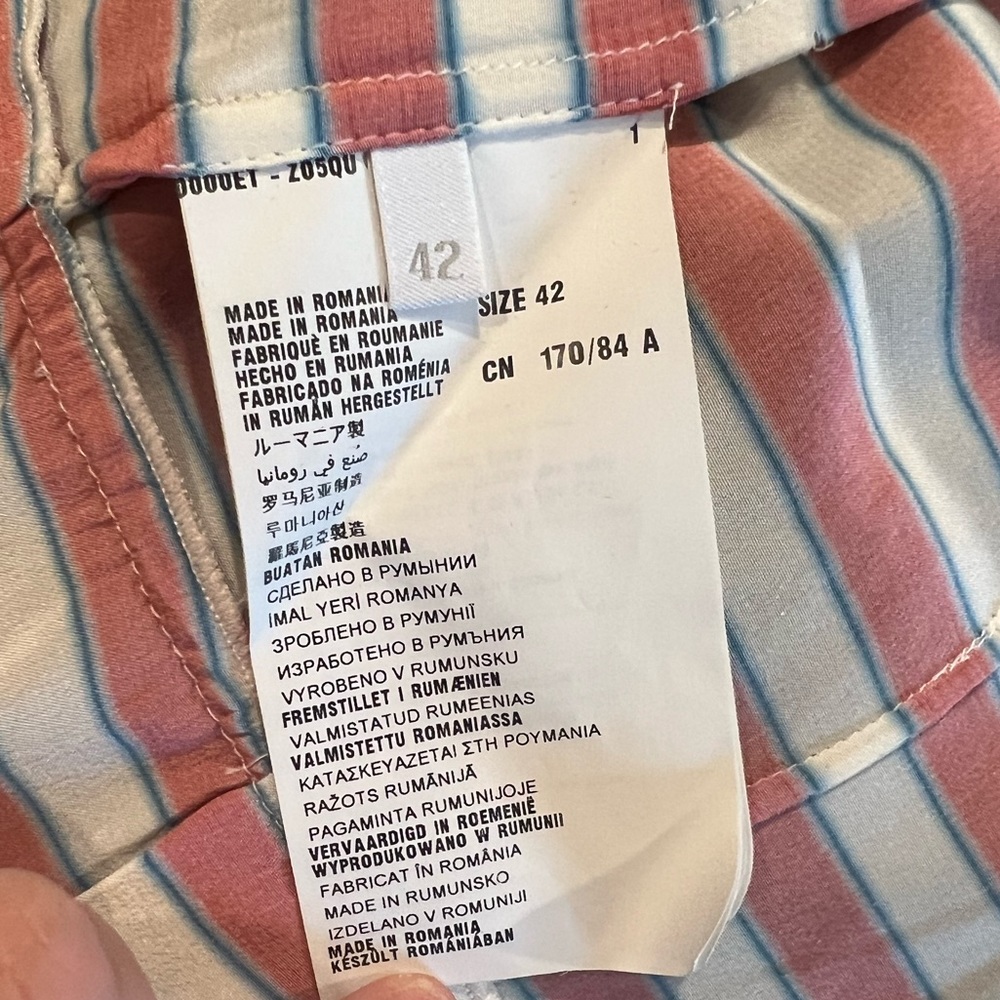 1
Z05QU
42
SIZE 42
CN 170/84 A
MADE IN ROMANIA
MADE IN ROMANIA
FABRIQUÈ EN ROUMANIE
HECHO EN RUMANIA
FABRICADO NA ROMÉNIA
IN RUMÄN HERGESTELLT
ルーマニア製
صُنع في رومانيا
罗马尼亚制造
루마니아산
羅馬尼亞製造
BUATAN ROMANIA
СДЕЛАНО В РУМЫНИИ
İMAL YERİ ROMANYA
ЗРОБЛЕНО В РУМУНІЇ
ИЗРАБОТЕНО В РУМЪНИЯ
VYROBENO V RUMUNSKU
FREMSTILLET I RUMÆNIEN
VALMISTATUD RUMEENIAS
VALMISTETTU ROMANIASSA
ΚΑΤΑΣΚΕΥΑΖΕΤΑΙ ΣΤΗ ΡΟΥΜΑΝΙΑ
RAŽOTS RUMĀNIJĀ
PAGAMINTA RUMUNIJOJE
VERVAARDIGD IN ROEMENIË
WYPRODUKOWANO W RUMUNII
FABRICAT ÎN ROMÂNIA
MADE IN RUMUNSKO
IZDELANO V ROMUNIJI
MADE IN ROMANIA
KÉSZÜLT ROMÁNIÁBAN